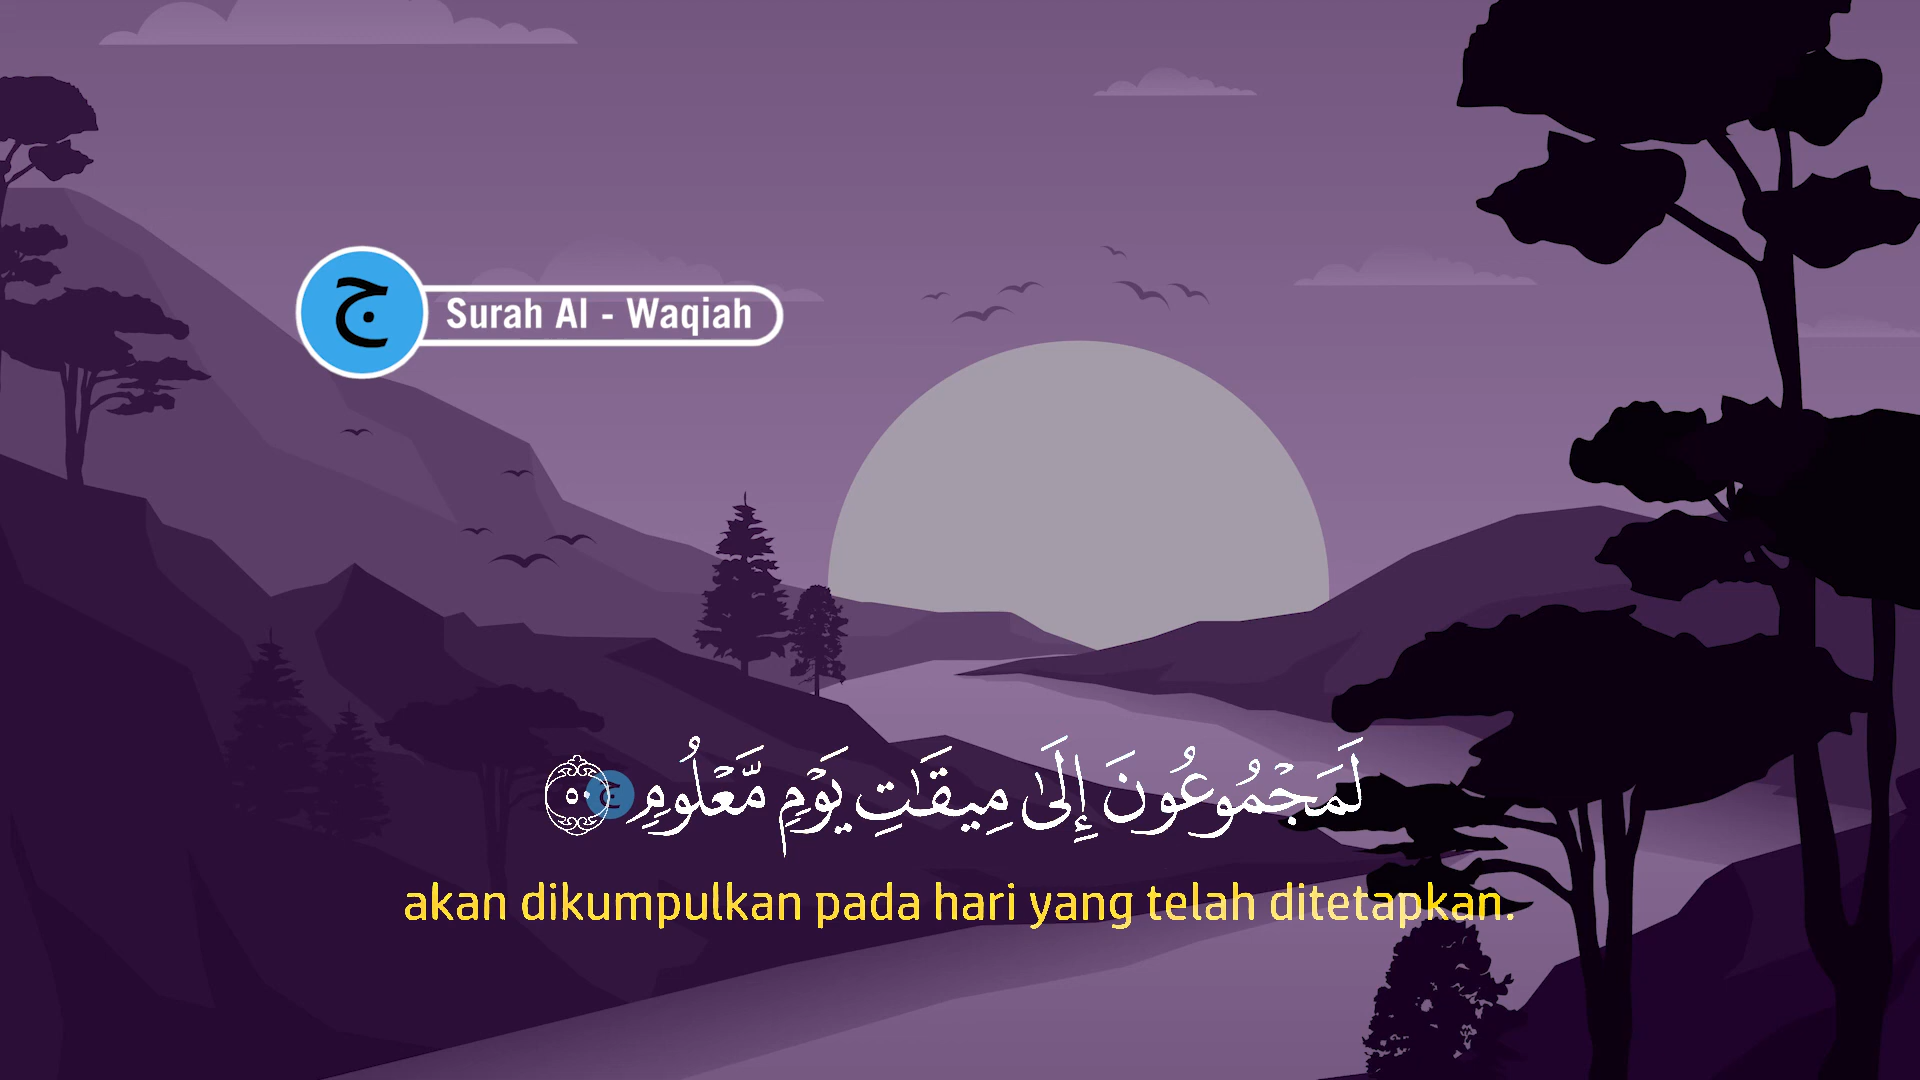 ج
Surah Al - Waqiah
لَمَجْمُوعُونَ إِلَىٰ مِيقَـٰتِ يَوْمٍ مَّعْلُومٍ ٥٠
akan dikumpulkan pada hari yang telah ditetapkan.